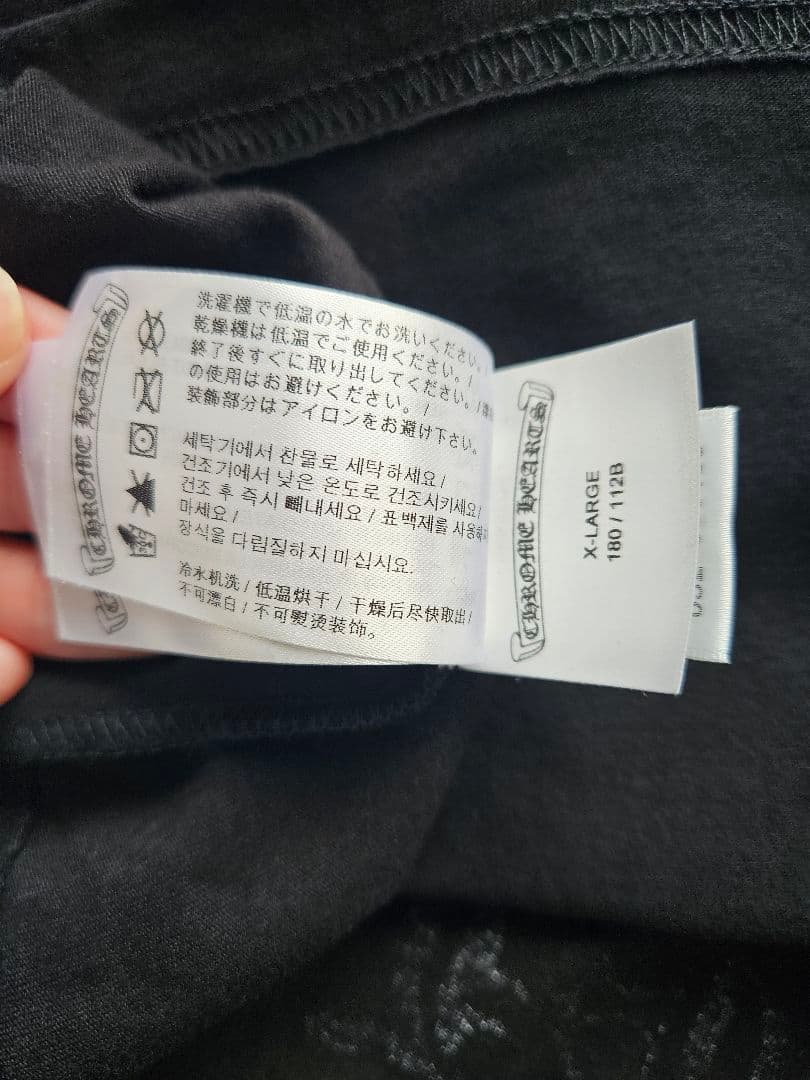 CHROME HEARTS
洗濯機で低温の水でお洗いください。/
乾燥機は低温でご使用ください。/
終了後すぐに取り出してください。/
の使用はお避けください。/
装飾部分はアイロンをお避け下さい。
세탁기에서 찬물로 세탁하세요/
건조기에서 낮은 온도로 건조시키세요/
건조 후 즉시 빼내세요 / 표백제를 사용하지
마세요 /
장식을 다림질하지 마십시요.
冷水机洗 / 低温烘干 / 干燥后尽快取出/
不可漂白 / 不可熨烫装饰。
CHROME HEARTS
X-LARGE
180 / 112B